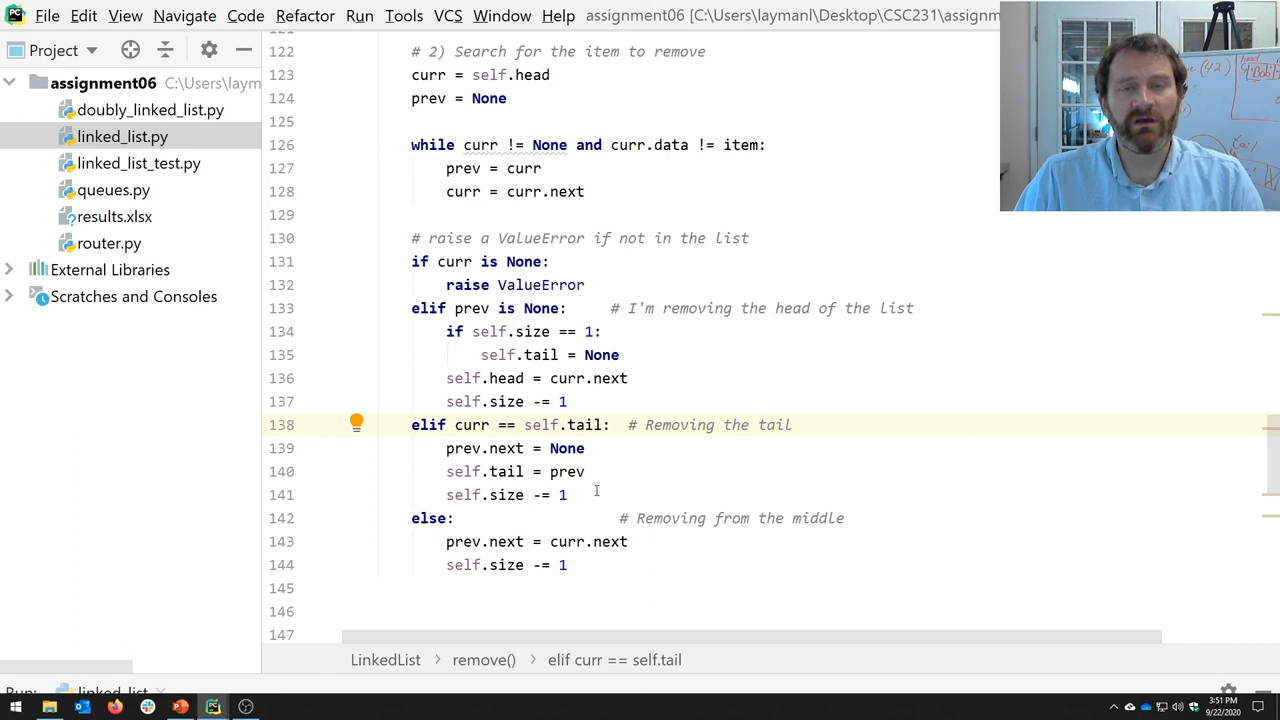 File Edit View Navigate Code Refactor Run Tools VCS Window Help assignment06 [C:\Users\laymanl\Desktop\CSC231\assignm
Project
assignment06 C:\Users\laym
doubly_linked_list.py
linked_list.py
linked_list_test.py
queues.py
results.xlsx
router.py
External Libraries
Scratches and Consoles
122 # 2) Search for the item to remove
123 curr = self.head
124 prev = None
125
126 while curr != None and curr.data != item:
127 prev = curr
128 curr = curr.next
129
130 # raise a ValueError if not in the list
131 if curr is None:
132 raise ValueError
133 elif prev is None: # I'm removing the head of the list
134 if self.size == 1:
135 self.tail = None
136 self.head = curr.next
137 self.size -= 1
138 elif curr == self.tail: # Removing the tail
139 prev.next = None
140 self.tail = prev
141 self.size -= 1
142 else: # Removing from the middle
143 prev.next = curr.next
144 self.size -= 1
145
146
147
LinkedList > remove() > elif curr == self.tail
Run: linked_list
3:51 PM
9/22/2020